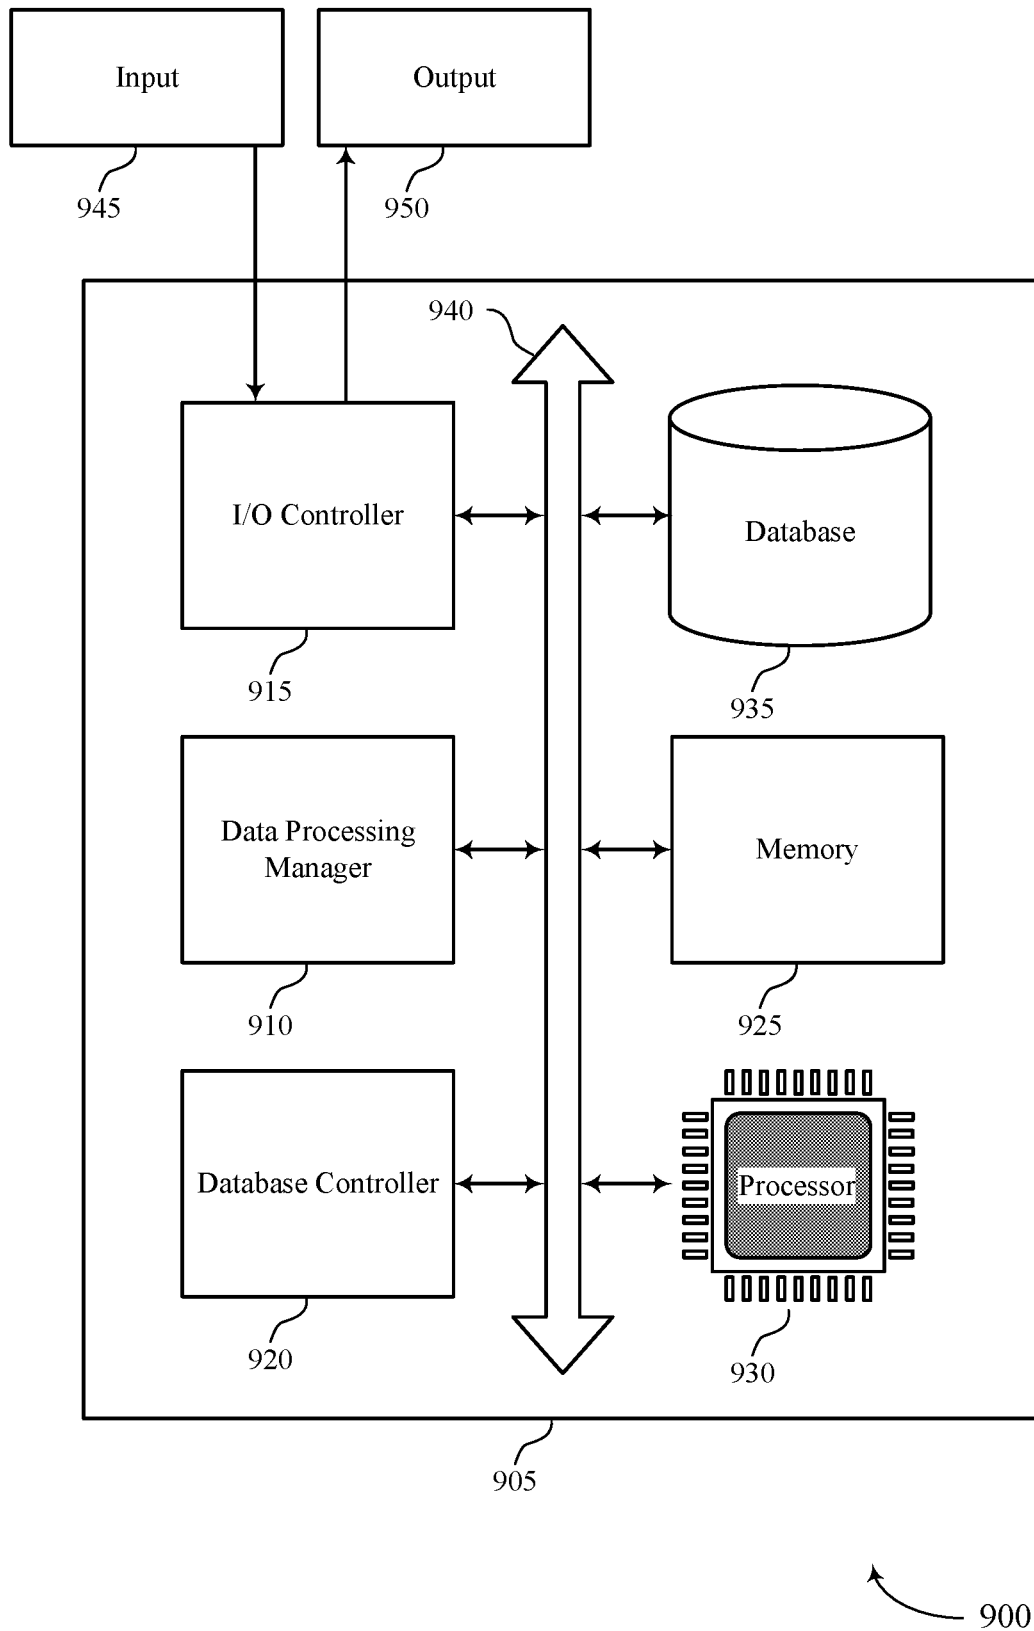 Input
Output
945
950
940
I/O Controller
Database
915
935
Data Processing
Manager
Memory
910
925
Database Controller
Processor
920
930
905
900